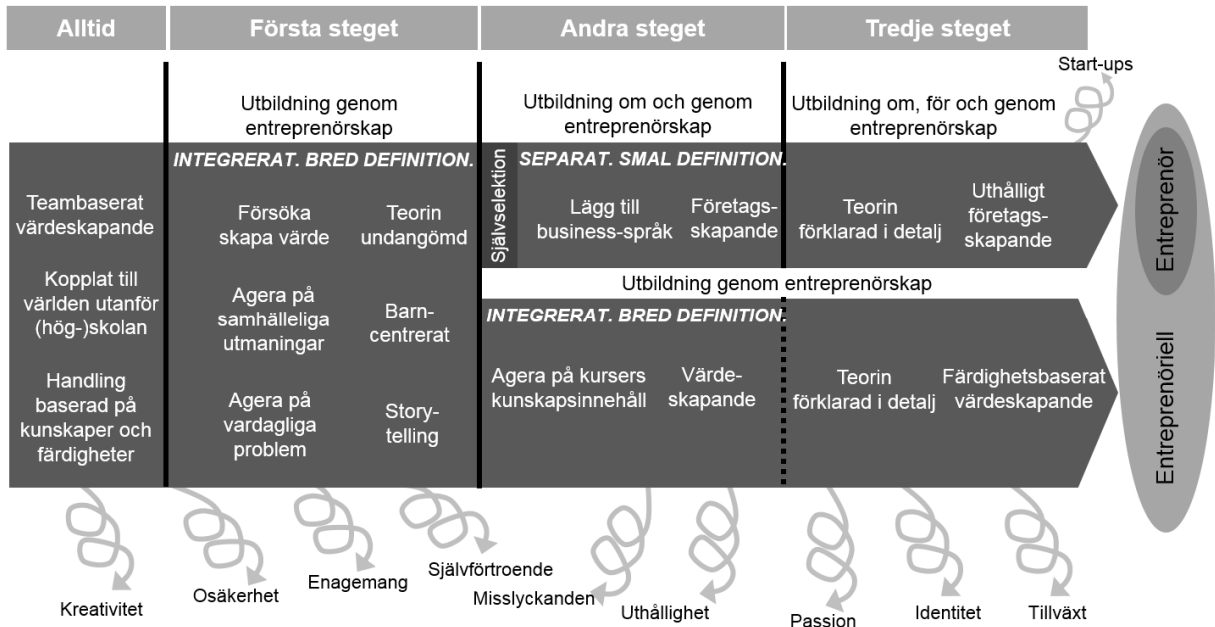 Alltid
Första steget
Andra steget
Tredje steget
Start-ups
Utbildning genom
entreprenörskap
Utbildning om och genom
entreprenörskap
Utbildning om, för och genom
entreprenörskap
Teambaserat
värdeskapande
Kopplat till
världen utanför
(hög-)skolan
Handling
baserad på
kunskaper och
färdigheter
INTEGRERAT. BRED DEFINITION.
Försöka
skapa värde
Teorin
undangömd
Agera på
samhälleliga
utmaningar
Barn-
centrerat
Agera på
vardagliga
problem
Story-
telling
Självselektion
SEPARAT. SMAL DEFINITION.
Lägg till
business-språk
Företags-
skapande
Teorin
förklarad i detalj
Uthålligt
företags-
skapande
Utbildning genom entreprenörskap
INTEGRERAT. BRED DEFINITION.
Agera på kursers
kunskapsinnehåll
Värde-
skapande
Teorin
förklarad i detalj
Färdighetsbaserat
värdeskapande
Entreprenör
Entreprenöriell
Kreativitet
Osäkerhet
Enagemang
Självförtroende
Misslyckanden
Uthållighet
Passion
Identitet
Tillväxt